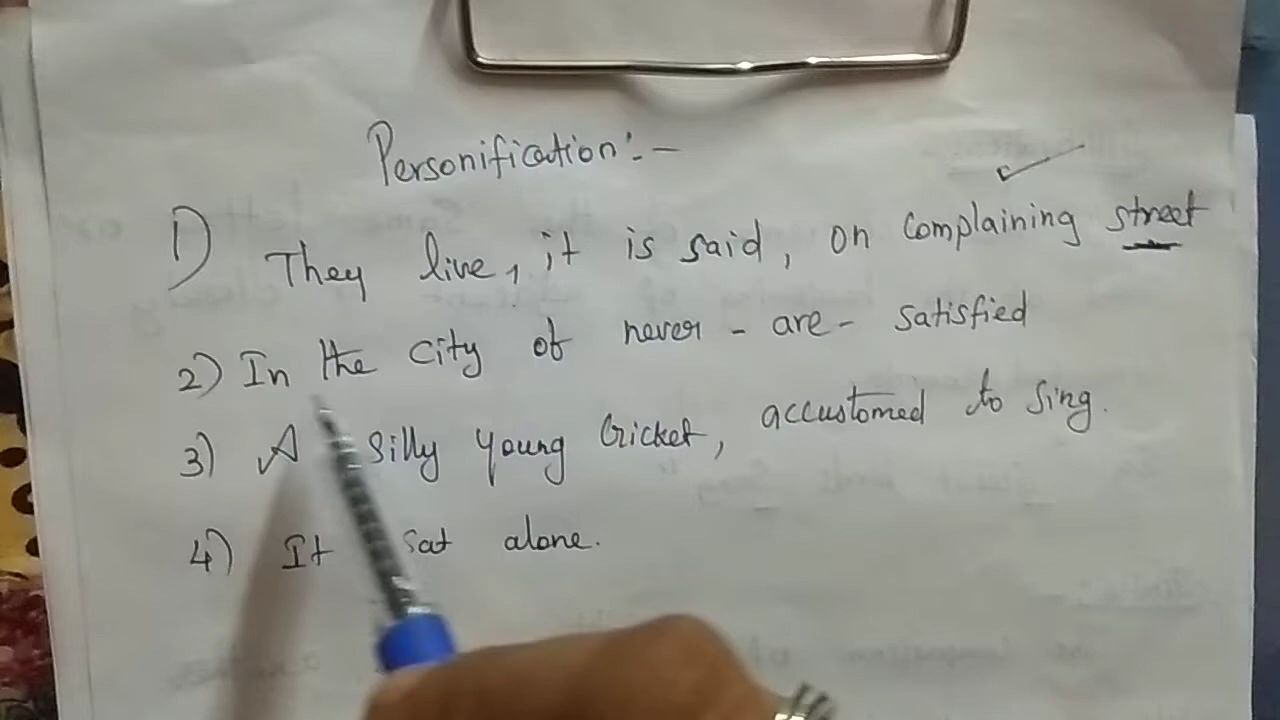 Personification:-
1) They live, it is said, on complaining street
2) In the city of never-are-satisfied
3) A silly young Cricket, accustomed to Sing.
4) It sat alone.